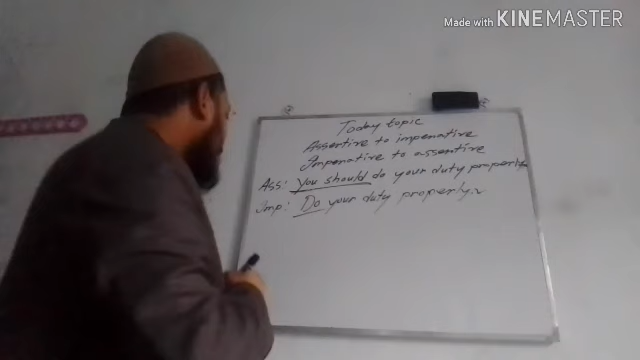 Made with KINEMASTER
Today topic
Assertive to imperative
Imperative to assertive
Ass: You should do your duty properly.
Imp: Do your duty properly.